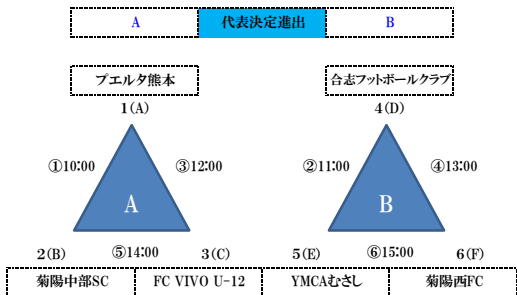 A 代表決定進出 B
プエルタ熊本 合志フットボールクラブ
1(A) 4(D)
①10:00 ③12:00 ②11:00 ④13:00
A B
2(B) ⑤14:00 3(C) 5(E) ⑥15:00 6(F)
菊陽中部SC FC VIVO U-12 YMCAむさし 菊陽西FC